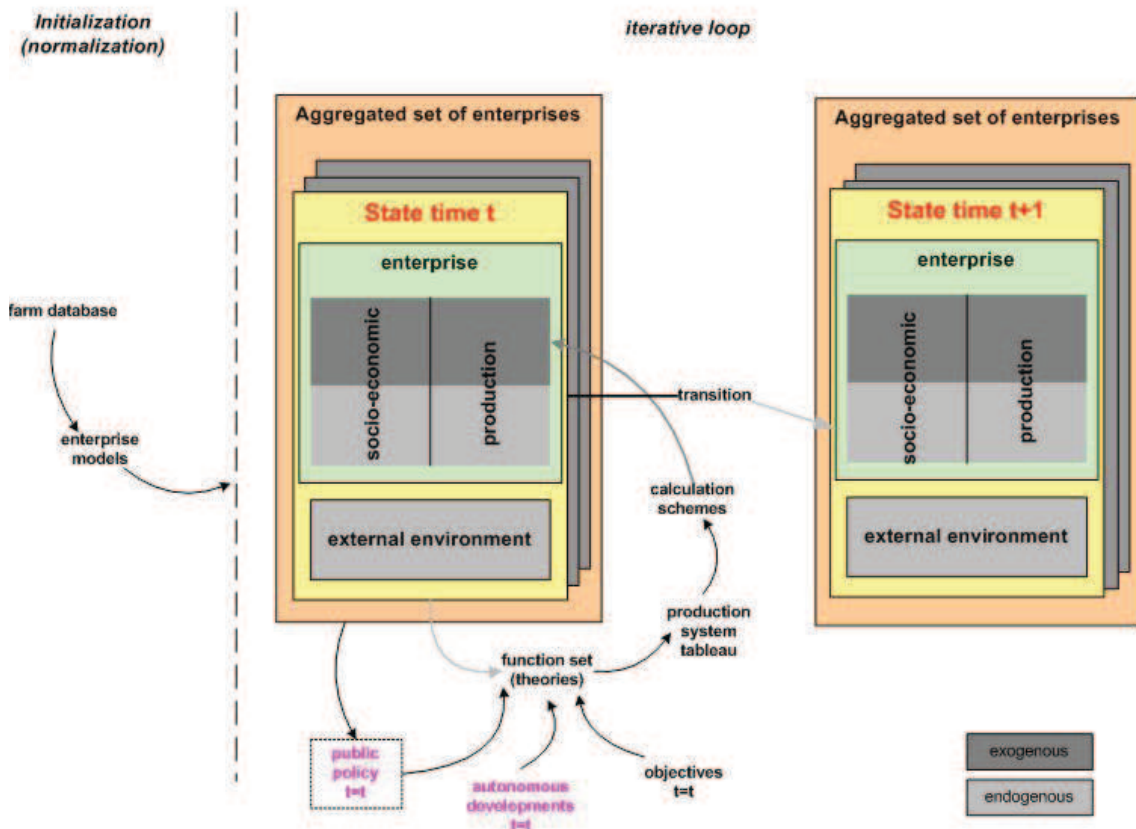 Initialization
(normalization)
iterative loop
Aggregated set of enterprises
State time t
enterprise
socio-economic
production
external environment
Aggregated set of enterprises
State time t+1
enterprise
socio-economic
production
external environment
farm database
enterprise
models
transition
calculation
schemes
production
system
tableau
function set
(theories)
public
policy
t=t
autonomous
developments
t=t
objectives
t=t
exogenous
endogenous